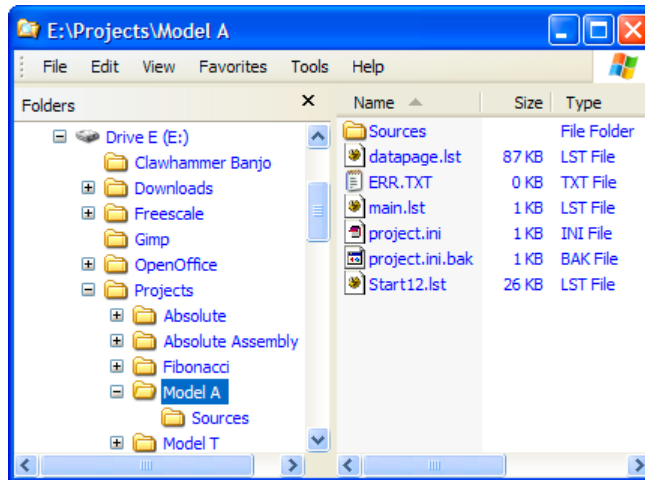 E:\Projects\Model A
File Edit View Favorites Tools Help
Folders
Drive E (E:)
Clawhammer Banjo
Downloads
Freescale
Gimp
OpenOffice
Projects
Absolute
Absolute Assembly
Fibonacci
Model A
Sources
Model T
Name Size Type
Sources File Folder
datapage.lst 87 KB LST File
ERR.TXT 0 KB TXT File
main.lst 1 KB LST File
project.ini 1 KB INI File
project.ini.bak 1 KB BAK File
Start12.lst 26 KB LST File